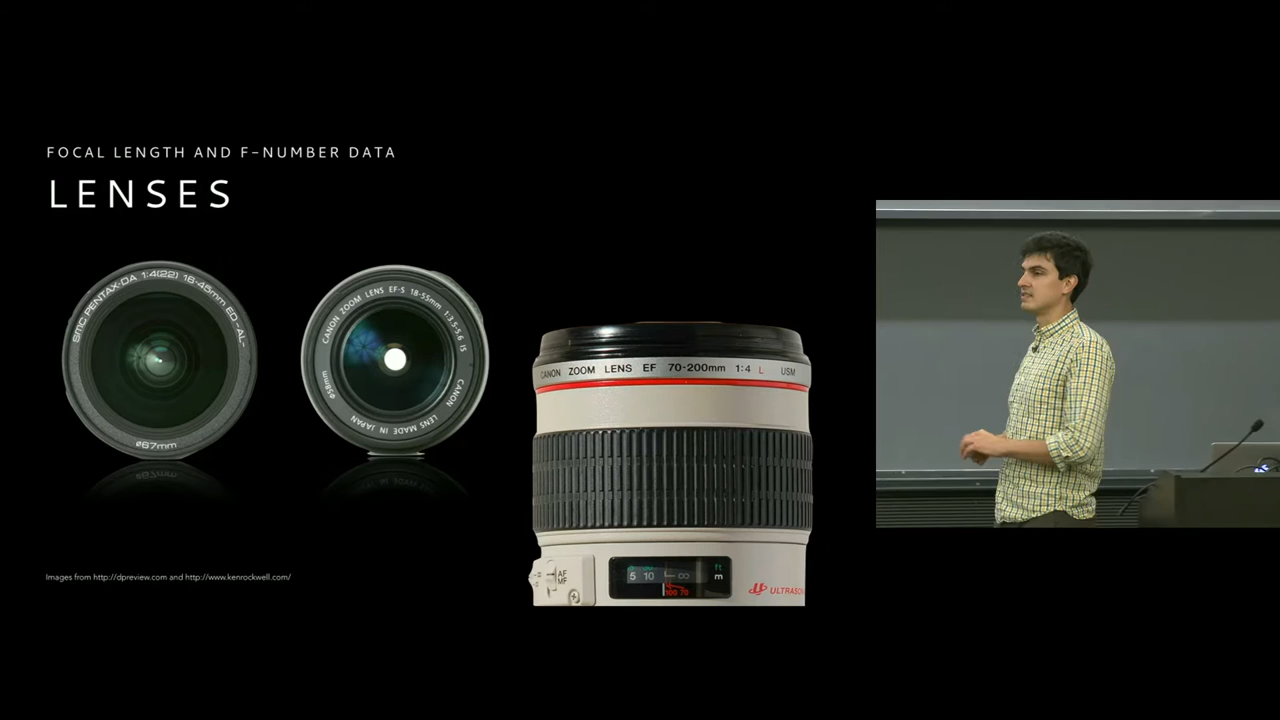 FOCAL LENGTH AND F-NUMBER DATA
LENSES
SMC PENTAX-DA 1:4(22) 16-45mm ED-AL
ø67mm
CANON ZOOM LENS EF-S 18-55mm 1:3.5-5.6 IS
ø58mm
CANON LENS MADE IN JAPAN
CANON ZOOM LENS EF 70-200mm 1:4 L USM
AF
MF
ft
5 10 ∞ m
100 70
Images from http://dpreview.com and http://www.kenrockwell.com/